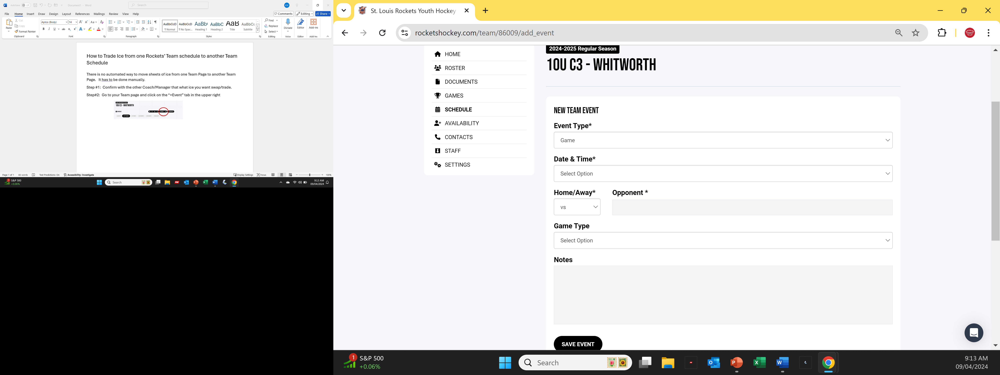 AutoSave Off
Document1 - Word
Search
KW
File Home Insert Draw Design Layout References Mailings Review View Help
Comments Editing Share
Paste
Cut
Copy
Format Painter
Clipboard
Aptos (Body) 14
Font
Paragraph
AaBbCcD AaBbCcD AaBb AaBbC AaB AaBbCc
¶ Normal ¶ No Spac... Heading 1 Heading 2 Title Subtitle
Styles
Find
Replace
Select
Editing
Dictate
Voice
Editor
Editor
Add-ins
Add-ins
How to Trade Ice from one Rockets’ Team schedule to another Team
Schedule
There is no automated way to move sheets of ice from one Team Page to another Team
Page. It has to be done manually.
Step #1: Confirm with the other Coach/Manager that what ice you want swap/trade.
Step#2: Go to your Team page and click on the “+Event” tab in the upper right
10U C3 - WHITWORTH
SCHEDULE
Page 1 of 1 66 words Text Predictions: On Accessibility: Investigate
Display Settings Focus 100%
1
S&P 500
+0.06%
Search
9:13 AM
09/04/2024
St. Louis Rockets Youth Hockey
rocketshockey.com/team/86009/add_event
HOME
ROSTER
DOCUMENTS
GAMES
SCHEDULE
AVAILABILITY
CONTACTS
STAFF
SETTINGS
2024-2025 Regular Season
10U C3 - WHITWORTH
NEW TEAM EVENT
Event Type*
Game
Date & Time*
Select Option
Home/Away* Opponent *
vs
Game Type
Select Option
Notes
SAVE EVENT
1
S&P 500
+0.06%
Search
9:13 AM
09/04/2024